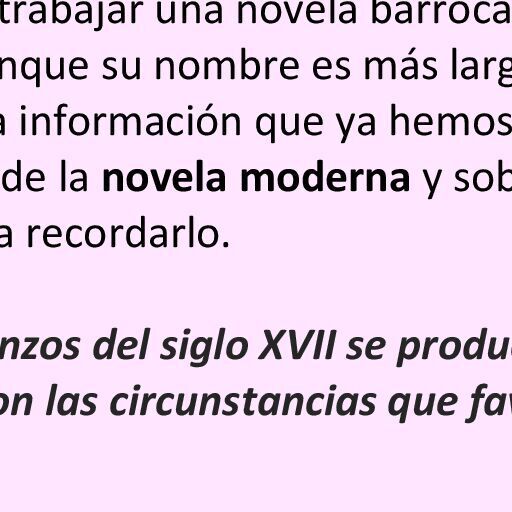 trabajar una novela barroca
nque su nombre es más larg
a información que ya hemos
de la novela moderna y sob
a recordarlo.
nzos del siglo XVII se produ
on las circunstancias que fav